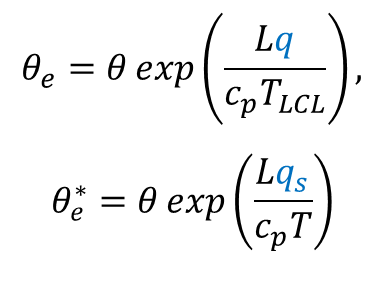 θ_e = θ exp(Lq / c_p T_LCL),
θ_e^* = θ exp(Lq_s / c_p T)